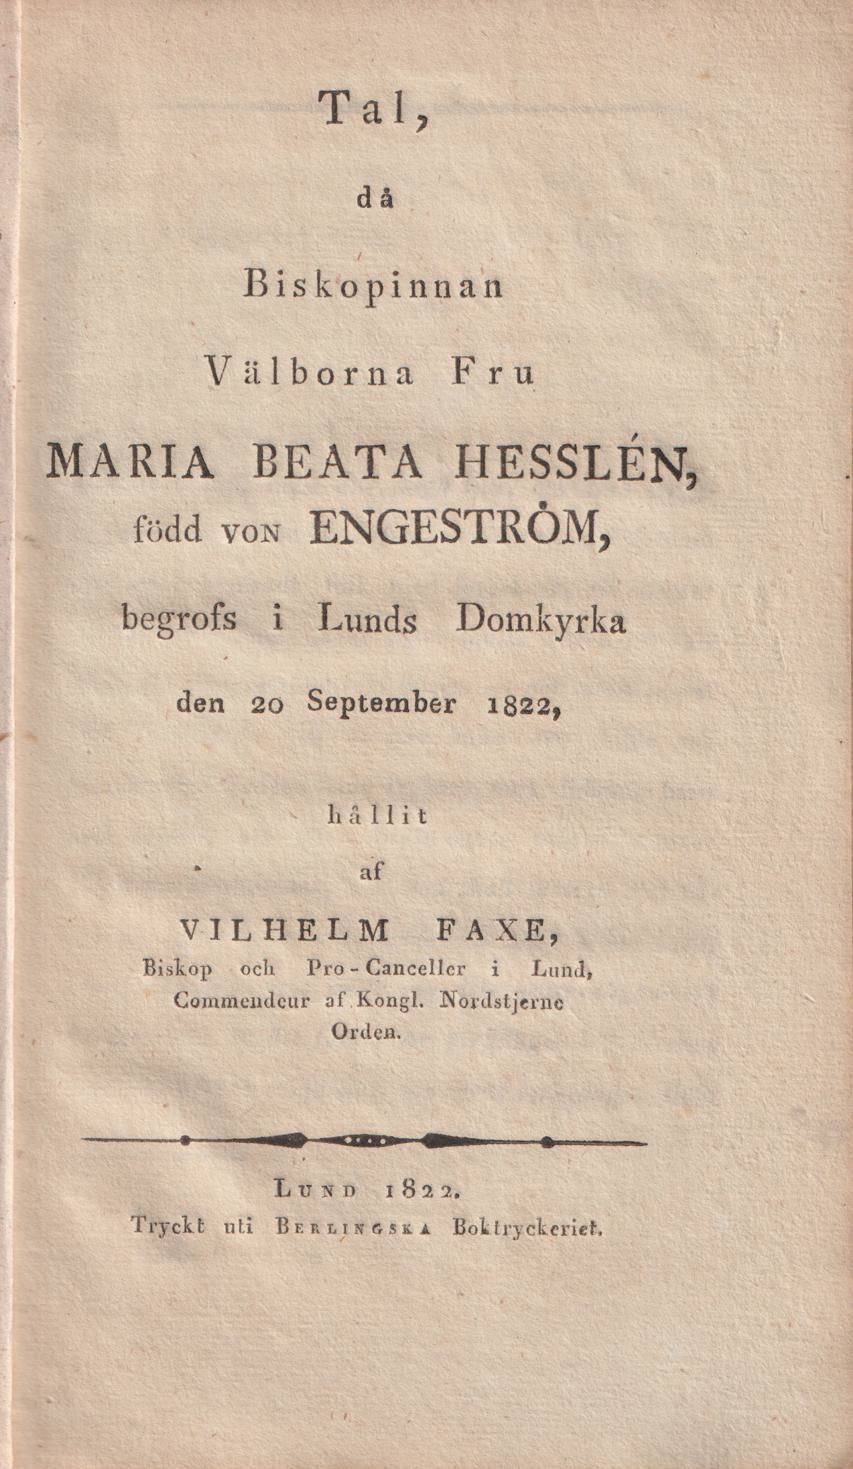 Tal,
då
Biskopinnan
Välborna Fru
MARIA BEATA HESSLÉN,
född VON ENGESTRÖM,
begrofs i Lunds Domkyrka
den 20 September 1822,
hållit
af
VILHELM FAXE,
Biskop och Pro-Canceller i Lund,
Commendeur af Kongl. Nordstjerne
Orden.
LUND 1822.
Tryckt uti BERLINGSKA Boktryckeriet.